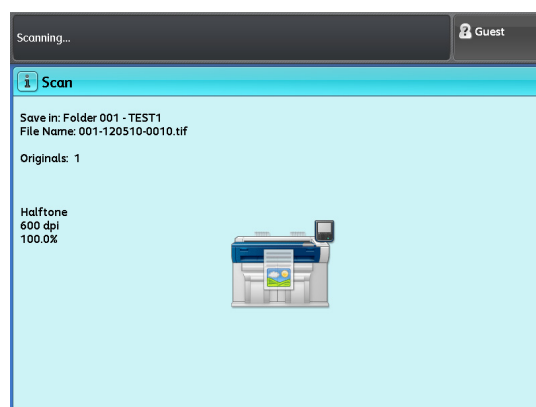 Scanning...
Guest
Scan
Save in: Folder 001 - TEST1
File Name: 001-120510-0010.tif
Originals: 1
Halftone
600 dpi
100.0%